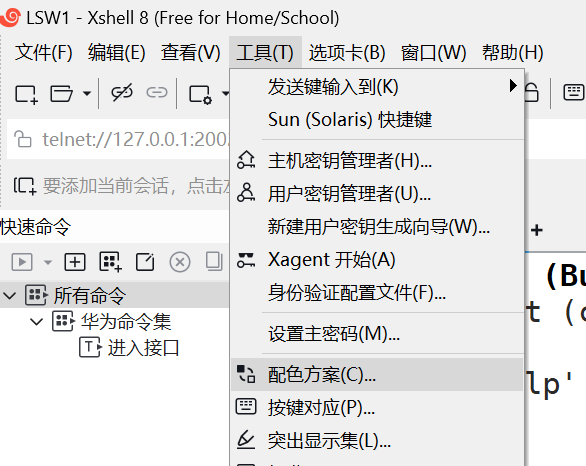 LSW1 - Xshell 8 (Free for Home/School)
文件(F) 编辑(E) 查看(V) 工具(T) 选项卡(B) 窗口(W) 帮助(H)
发送键输入到(K)
Sun (Solaris) 快捷键
telnet://127.0.0.1:200
主机密钥管理者(H)...
要添加当前会话，点击
用户密钥管理者(U)...
快速命令
新建用户密钥生成向导(W)...
Xagent 开始(A)
身份验证配置文件(F)...
所有命令
华为命令集
设置主密码(M)...
进入接口
配色方案(C)...
按键对应(P)...
突出显示集(L)...
(Bu
t (
lp'